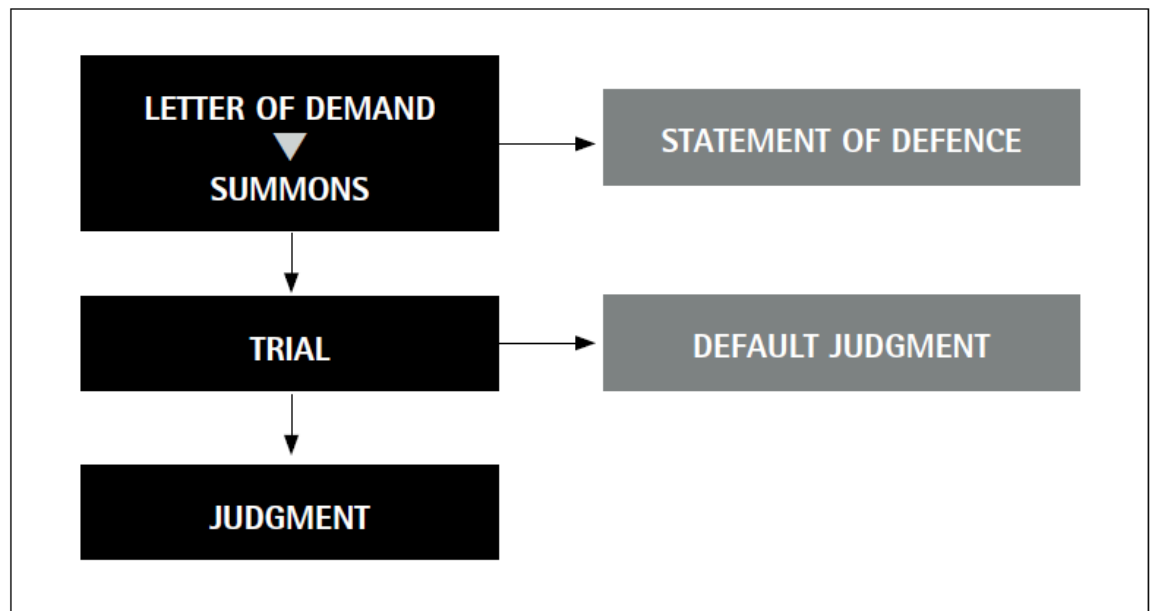 LETTER OF DEMAND
SUMMONS
STATEMENT OF DEFENCE
TRIAL
DEFAULT JUDGMENT
JUDGMENT